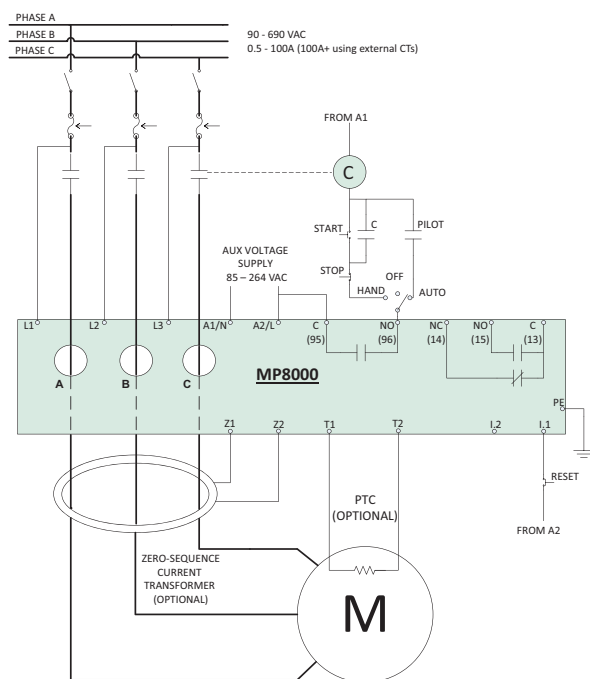 PHASE A
PHASE B
PHASE C
90 - 690 VAC
0.5 - 100A (100A+ using external CTs)
FROM A1
C
START
C
PILOT
AUX VOLTAGE
SUPPLY
85 – 264 VAC
STOP
OFF
HAND
AUTO
L1
L2
L3
A1/N
A2/L
C
(95)
NO
(96)
NC
(14)
NO
(15)
C
(13)
A
B
C
MP8000
PE
Z1
Z2
T1
T2
I.2
I.1
RESET
PTC
(OPTIONAL)
FROM A2
ZERO-SEQUENCE
CURRENT
TRANSFORMER
(OPTIONAL)
M